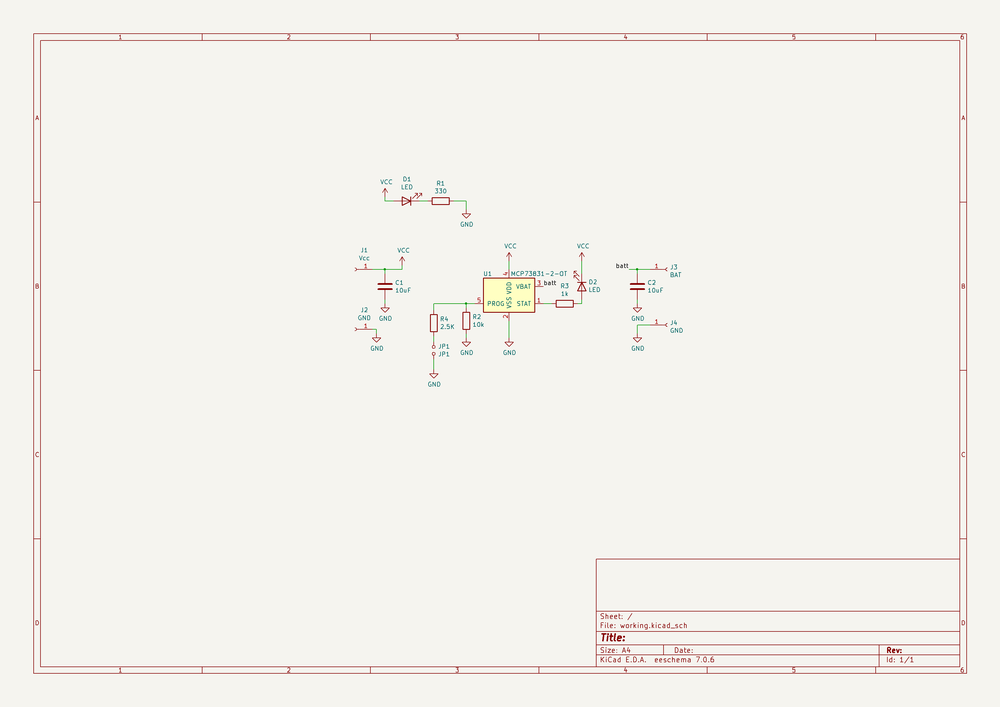 1 2 3 4 5 6
A A
B B
C C
D D
VCC
D1
LED
R1
330
GND
J1
Vcc
1
VCC
C1
10uF
GND
J2
GND
1
GND
VCC
U1 MCP73831-2-OT
4
VDD
VBAT
3
batt
PROG
5
VSS
2
STAT
1
R4
2.5K
R2
10k
GND
JP1
JP1
GND
GND
R3
1k
VCC
D2
LED
batt
1
J3
BAT
C2
10uF
GND
1
J4
GND
GND
Sheet: /
File: working.kicad_sch
Title:
Size: A4 Date: Rev:
KiCad E.D.A. eeschema 7.0.6 Id: 1/1
1 2 3 4 5 6